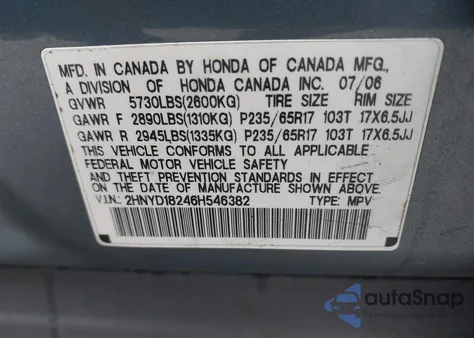 MFD. IN CANADA BY HONDA OF CANADA MFG.,
A DIVISION OF HONDA CANADA INC. 07/06
GVWR 5730LBS(2600KG) TIRE SIZE RIM SIZE
GAWR F 2890LBS(1310KG) P235/65R17 103T 17X6.5JJ
GAWR R 2945LBS(1335KG) P235/65R17 103T 17X6.5JJ
THIS VEHICLE CONFORMS TO ALL APPLICABLE
FEDERAL MOTOR VEHICLE SAFETY
AND THEFT PREVENTION STANDARDS IN EFFECT
ON THE DATE OF MANUFACTURE SHOWN ABOVE.
V.I.N.: 2HNYD18246H546382 TYPE: MPV
autoSnap